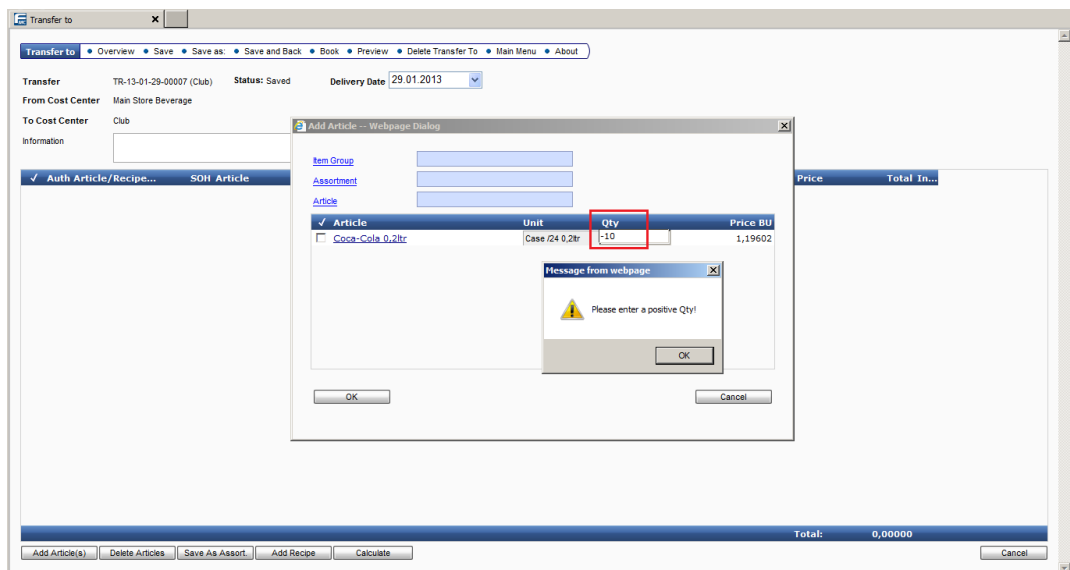 Transfer to x
Transfer to • Overview • Save • Save as: • Save and Back • Book • Preview • Delete Transfer To • Main Menu • About
Transfer TR-13-01-29-00007 (Club) Status: Saved Delivery Date 29.01.2013
From Cost Center Main Store Beverage
To Cost Center Club
Information
Add Article -- Webpage Dialog
Item Group
Assortment
Article
√ Auth Article/Recipe... SOH Article Price Total In...
√ Article Unit Qty Price BU
Coca-Cola 0,2ltr Case /24 0,2ltr -10 1,19602
Message from webpage
Please enter a positive Qty!
OK
OK Cancel
Total: 0,00000
Add Article(s) Delete Articles Save As Assort. Add Recipe Calculate Cancel